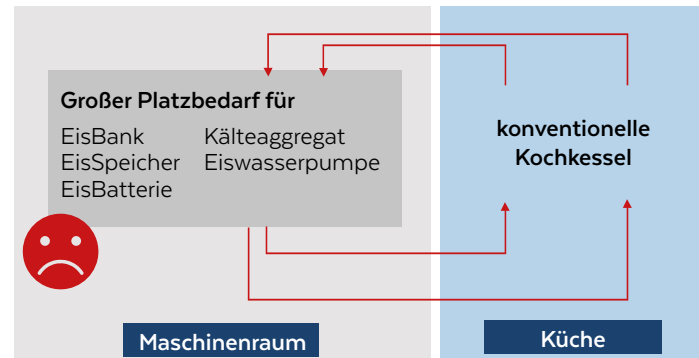 Großer Platzbedarf für
EisBank Kälteaggregat
EisSpeicher Eiswasserpumpe
EisBatterie
konventionelle
Kochkessel
Maschinenraum
Küche